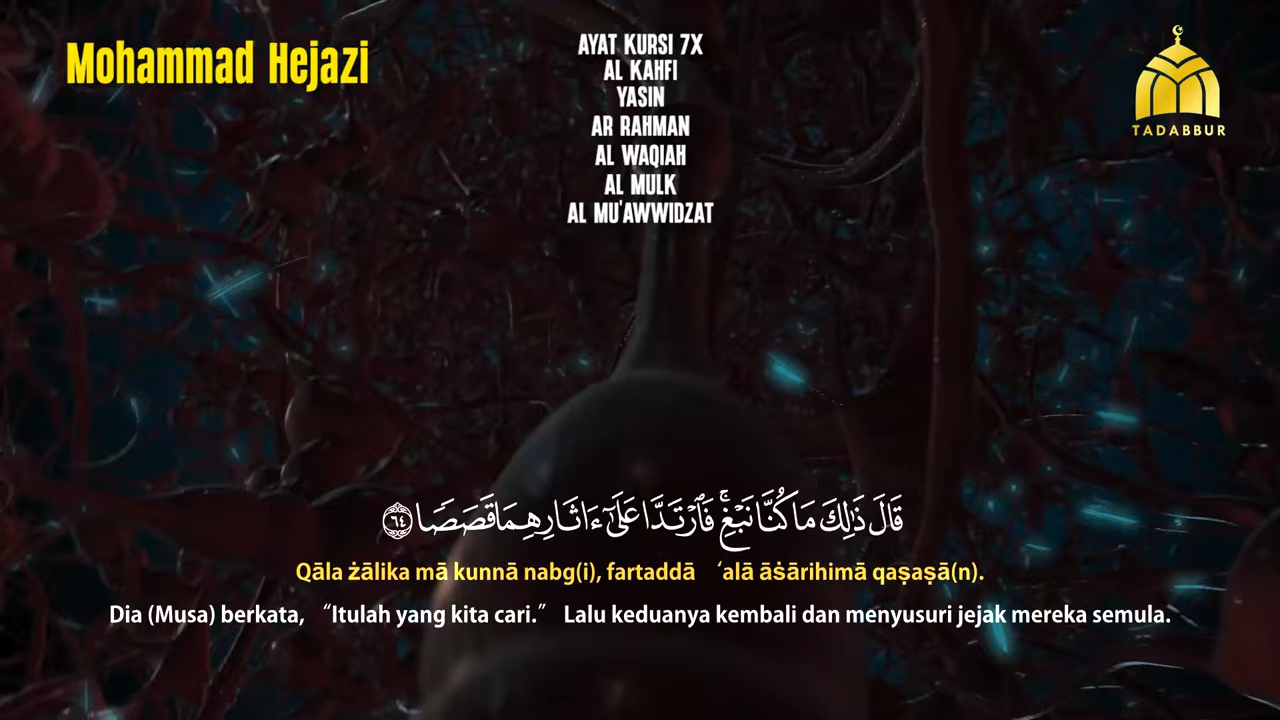 Mohammad Hejazi
AYAT KURSI 7X
AL KAHFI
YASIN
AR RAHMAN
AL WAQIAH
AL MULK
AL MU'AWWIDZAT
TADABBUR
قَالَ ذَٰلِكَ مَا كُنَّا نَبْغِۚ فَٱرْتَدَّا عَلَىٰٓ ءَاثَارِهِمَا قَصَصًا ٦٤
Qāla żālika mā kunnā nabg(i), fartaddā ‘alā āṡārihimā qaṣaṣā(n).
Dia (Musa) berkata, “Itulah yang kita cari.” Lalu keduanya kembali dan menyusuri jejak mereka semula.